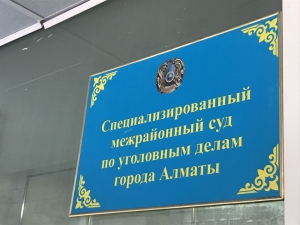 Специализированный
межрайонный суд
по уголовным делам
города Алматы